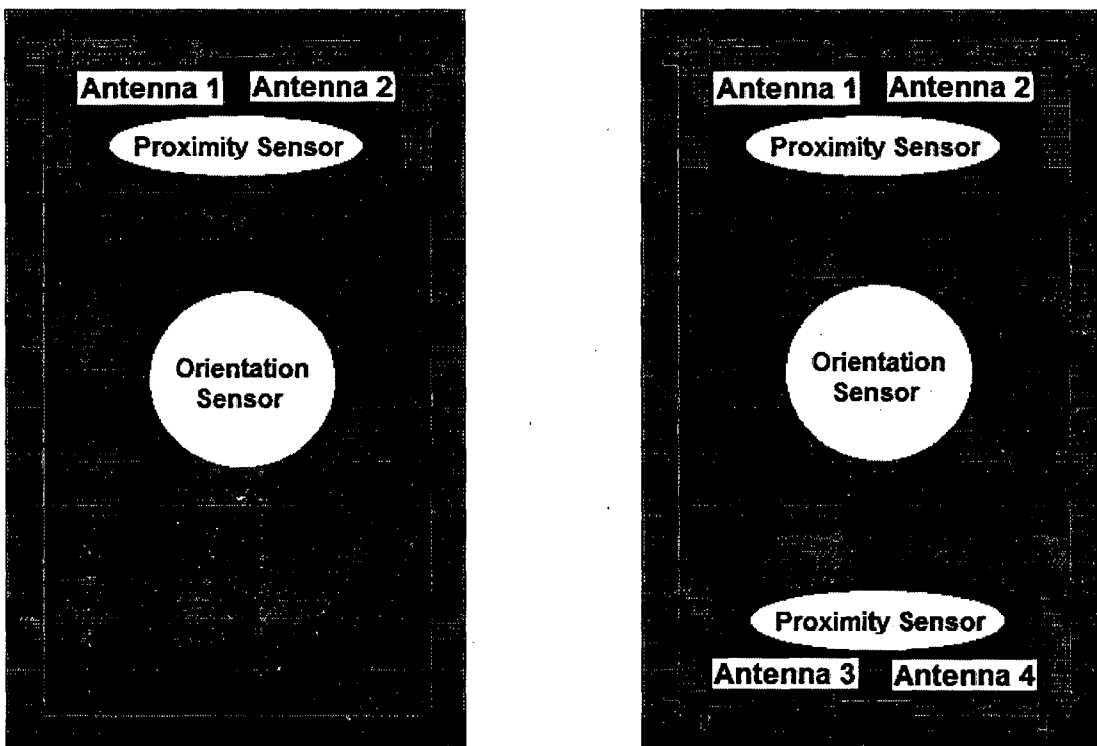 Antenna 1 Antenna 2
Proximity Sensor
Orientation
Sensor
Antenna 1 Antenna 2
Proximity Sensor
Orientation
Sensor
Proximity Sensor
Antenna 3 Antenna 4